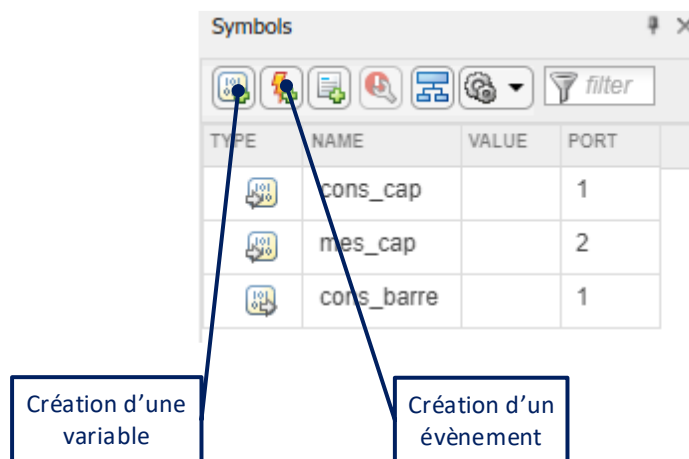 Symbols
filter
TYPE NAME VALUE PORT
cons_cap 1
mes_cap 2
cons_barre 1
Création d’une
variable
Création d’un
évènement